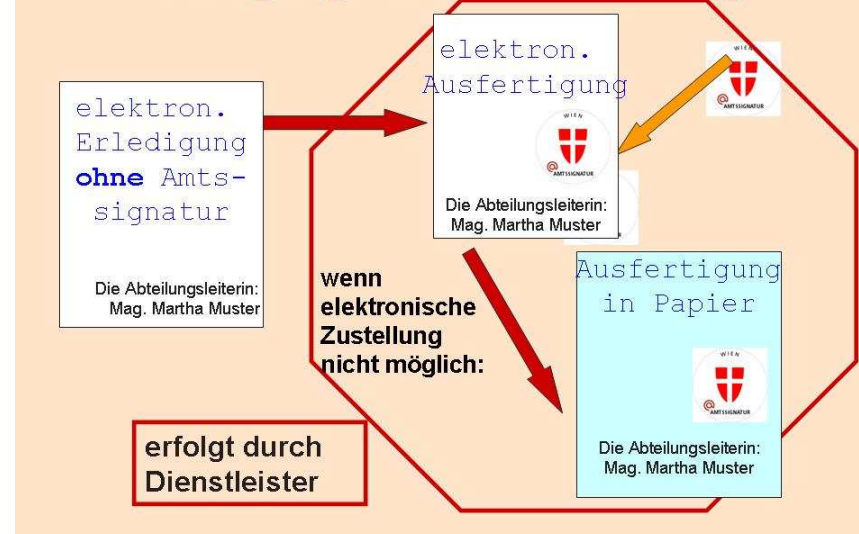 elektron.
Erledigung
ohne Amts-
signatur
Die Abteilungsleiterin:
Mag. Martha Muster
elektron.
Ausfertigung
WIEN
@AMTSSIGNATUR
Die Abteilungsleiterin:
Mag. Martha Muster
WIEN
@AMTSSIGNATUR
wenn
elektronische
Zustellung
nicht möglich:
Ausfertigung
in Papier
WIEN
@AMTSSIGNATUR
Die Abteilungsleiterin:
Mag. Martha Muster
erfolgt durch
Dienstleister